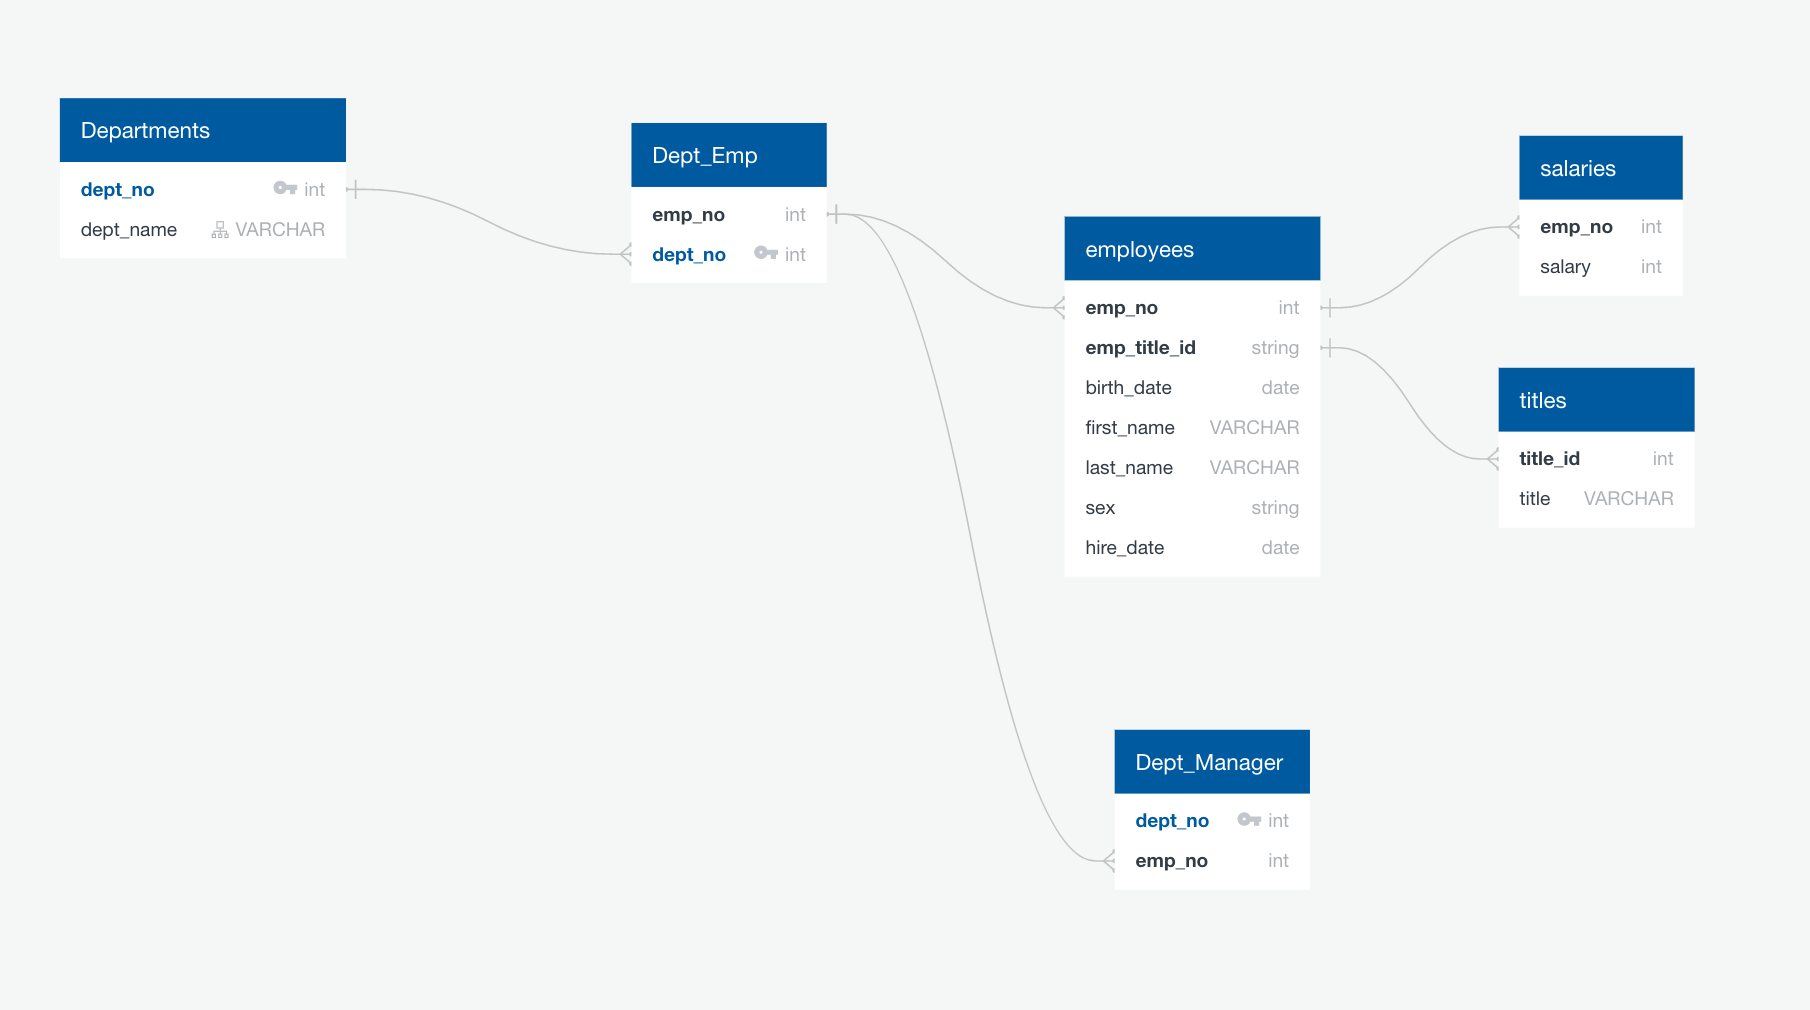 Departments
dept_no int
dept_name VARCHAR
Dept_Emp
emp_no int
dept_no int
employees
emp_no int
emp_title_id string
birth_date date
first_name VARCHAR
last_name VARCHAR
sex string
hire_date date
salaries
emp_no int
salary int
titles
title_id int
title VARCHAR
Dept_Manager
dept_no int
emp_no int